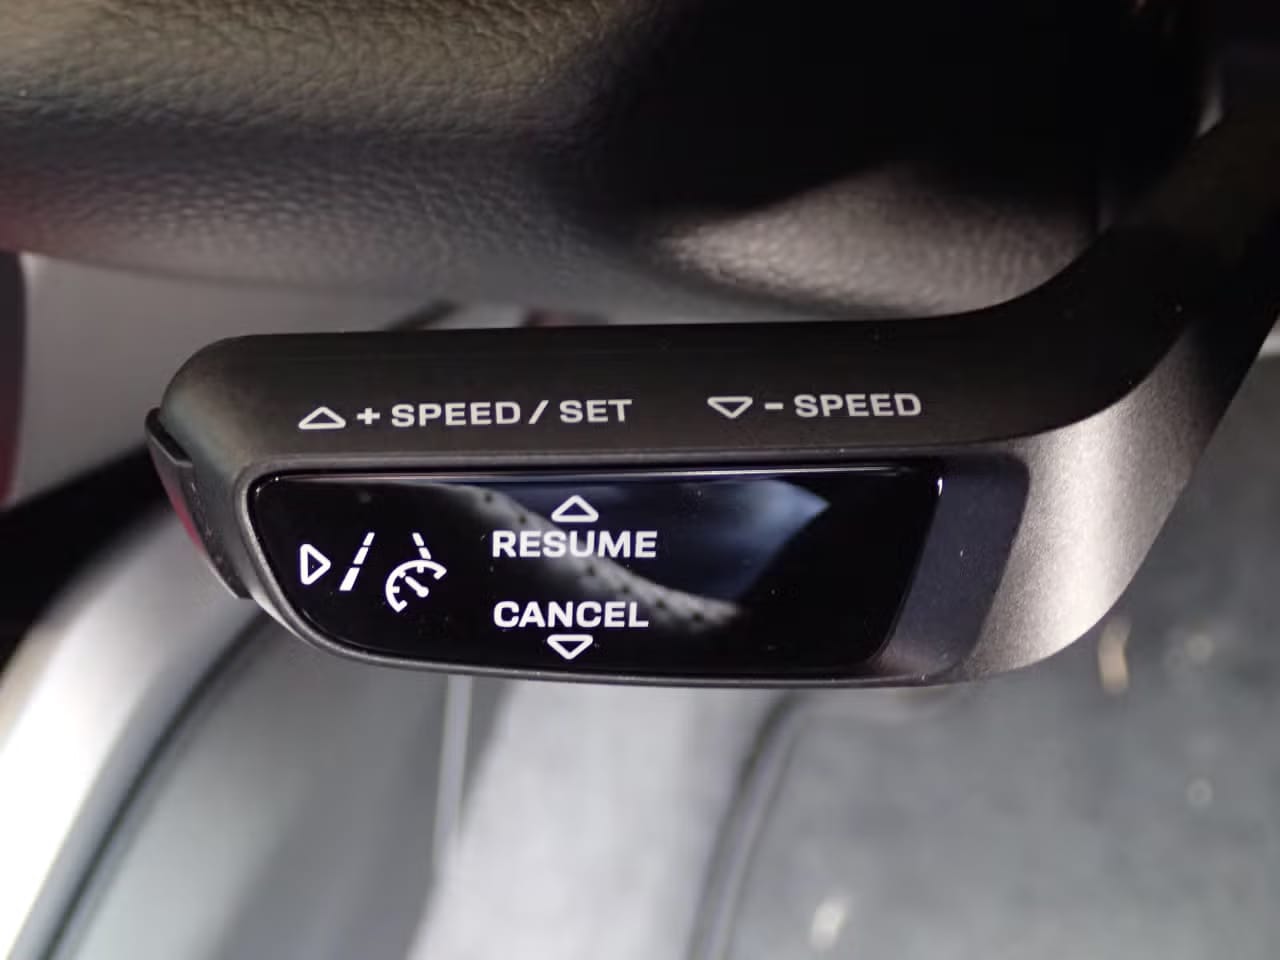 △ + SPEED / SET ▽ - SPEED
RESUME
CANCEL